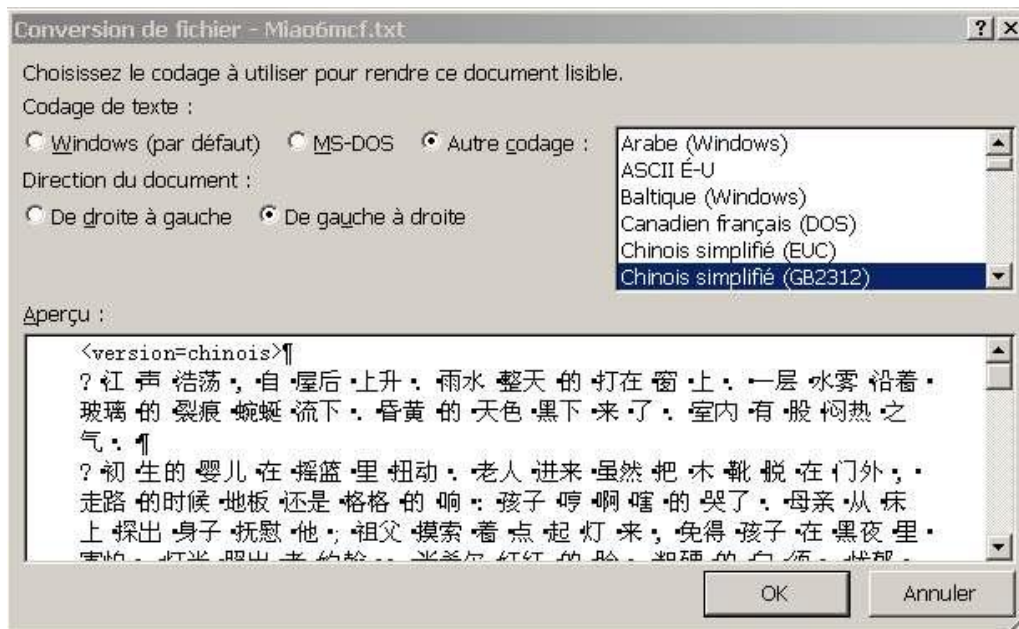 Conversion de fichier - Miao6mcf.txt
Choisissez le codage à utiliser pour rendre ce document lisible.
Codage de texte :
Windows (par défaut) MS-DOS Autre codage :
Direction du document :
De droite à gauche De gauche à droite
Arabe (Windows)
ASCII É-U
Baltique (Windows)
Canadien français (DOS)
Chinois simplifié (EUC)
Chinois simplifié (GB2312)
Aperçu :
<version=chinois>¶
?·江·声·浩荡·,·自·屋后·上升·.·雨水·整天·的·打在·窗·上·.·一层·水雾·沿着·
玻璃·的·裂痕·蜿蜒·流下·.·昏黄·的·天色·黑下·来·了·.·室内·有·股·闷热·之
气·.·¶
?·初·生的·婴儿·在·摇篮·里·扭动·.·老人·进来·虽然·把·木·靴·脱·在·门外·,·
走路·的时候·地板·还是·格格·的·响·:·孩子·哼·啊·嗐·的·哭了·.·母亲·从·床
上·探出·身子·抚慰·他·;·祖父·摸索·着·点·起·灯·来·,·免得·孩子·在·黑夜·里·
OK Annuler